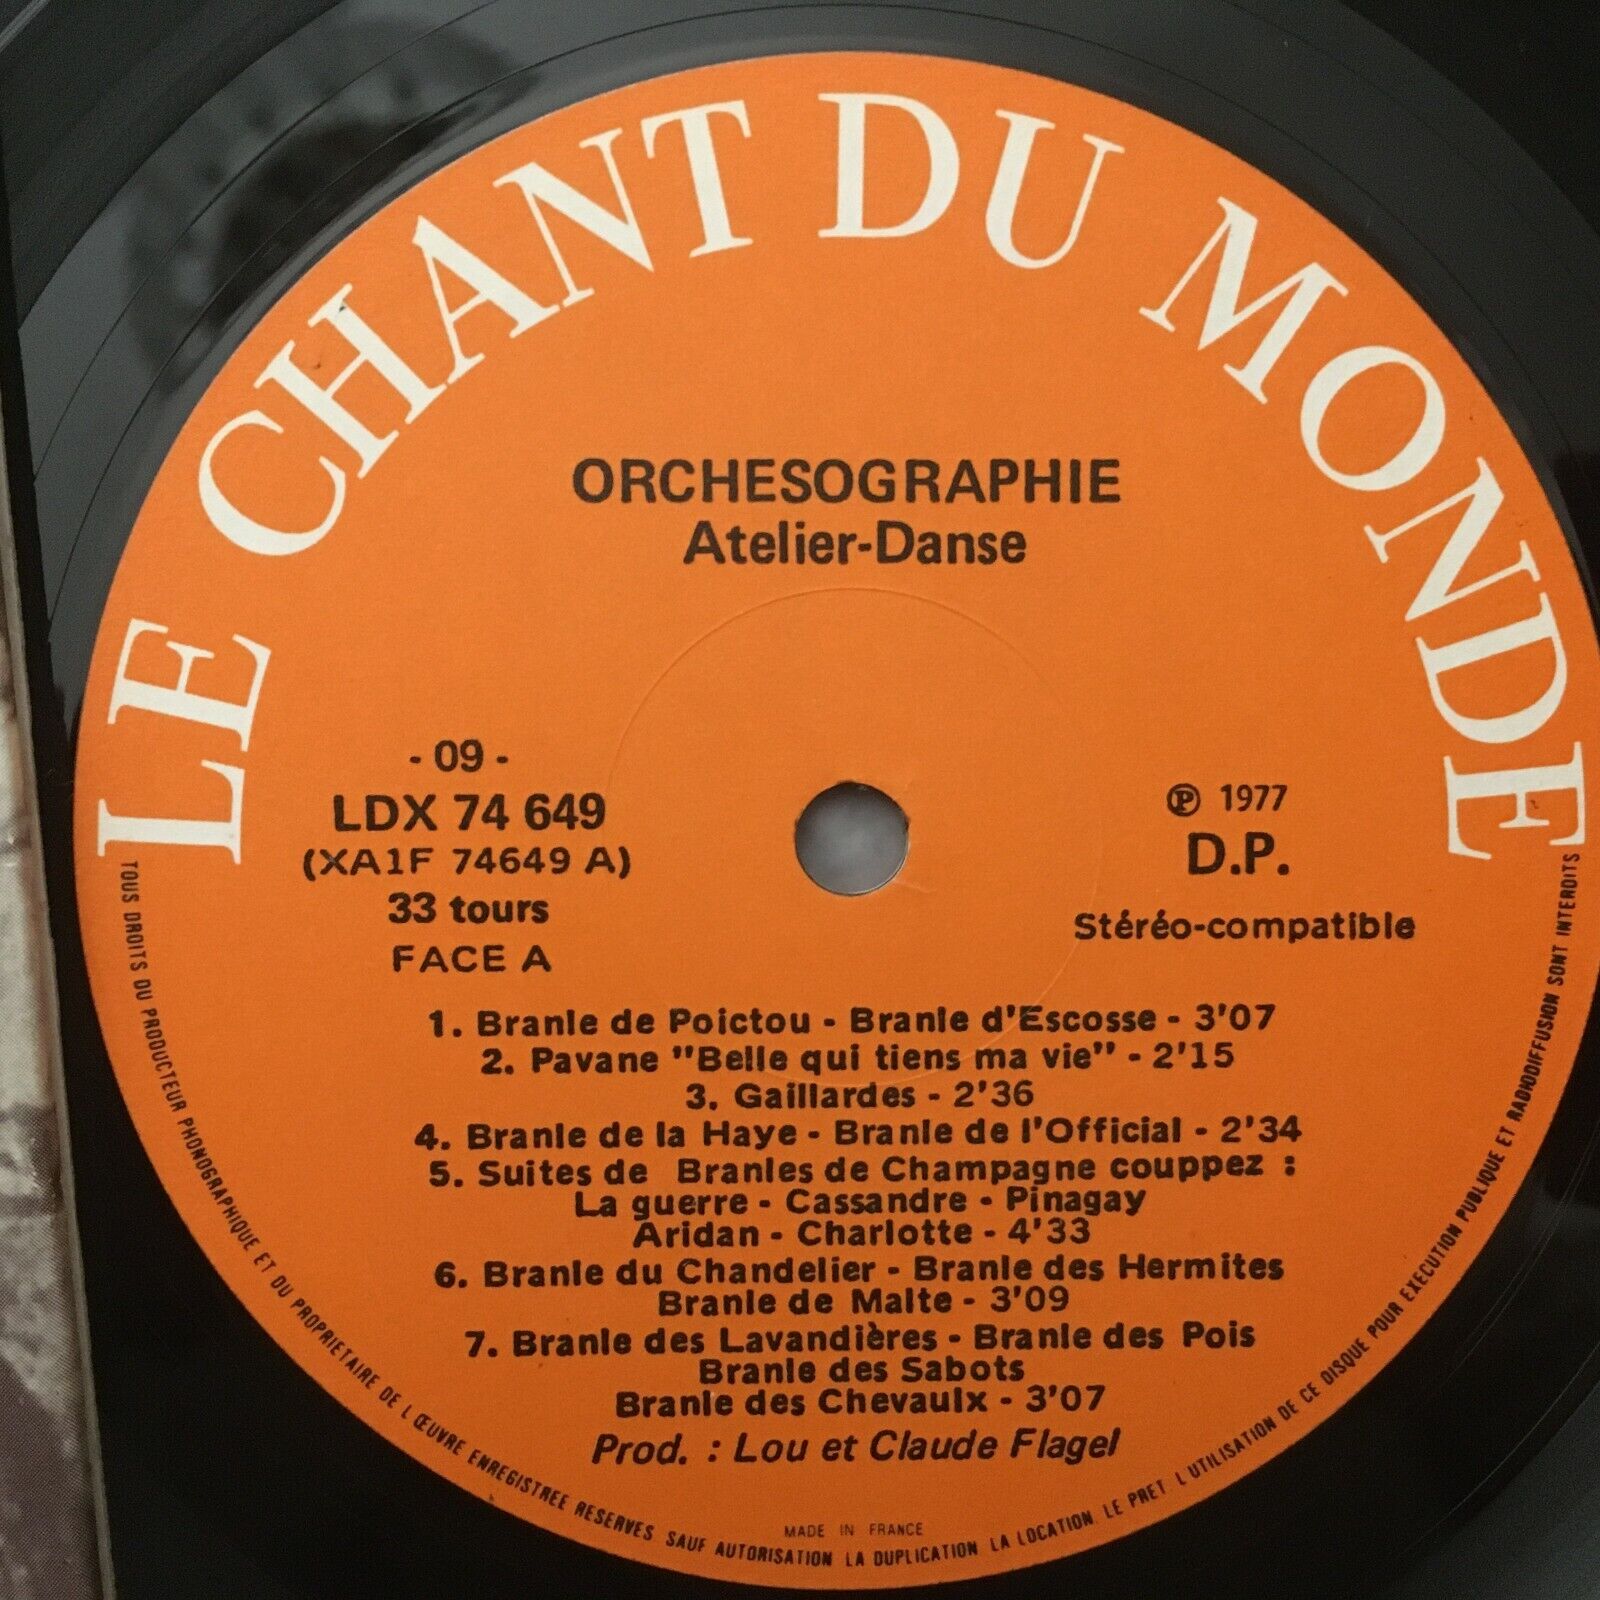 LE CHANT DU MONDE
ORCHESOGRAPHIE
Atelier-Danse
- 09 -
LDX 74 649
(XA1F 74649 A)
33 tours
FACE A
℗ 1977
D.P.
Stéréo-compatible
1. Branle de Poictou - Branle d'Escosse - 3'07
2. Pavane "Belle qui tiens ma vie" - 2'15
3. Gaillardes - 2'36
4. Branle de la Haye - Branle de l'Official - 2'34
5. Suites de Branles de Champagne couppez :
La guerre - Cassandre - Pinagay
Aridan - Charlotte - 4'33
6. Branle du Chandelier - Branle des Hermites
Branle de Malte - 3'09
7. Branle des Lavandières - Branle des Pois
Branle des Sabots
Branle des Chevaulx - 3'07
Prod. : Lou et Claude Flagel
MADE IN FRANCE
TOUS DROITS DU PRODUCTEUR PHONOGRAPHIQUE ET DU PROPRIETAIRE DE L'ŒUVRE ENREGISTREE RESERVES. SAUF AUTORISATION LA DUPLICATION, LA LOCATION, LE PRET, L'UTILISATION DE CE DISQUE POUR EXECUTION PUBLIQUE ET RADIODIFFUSION SONT INTERDITS